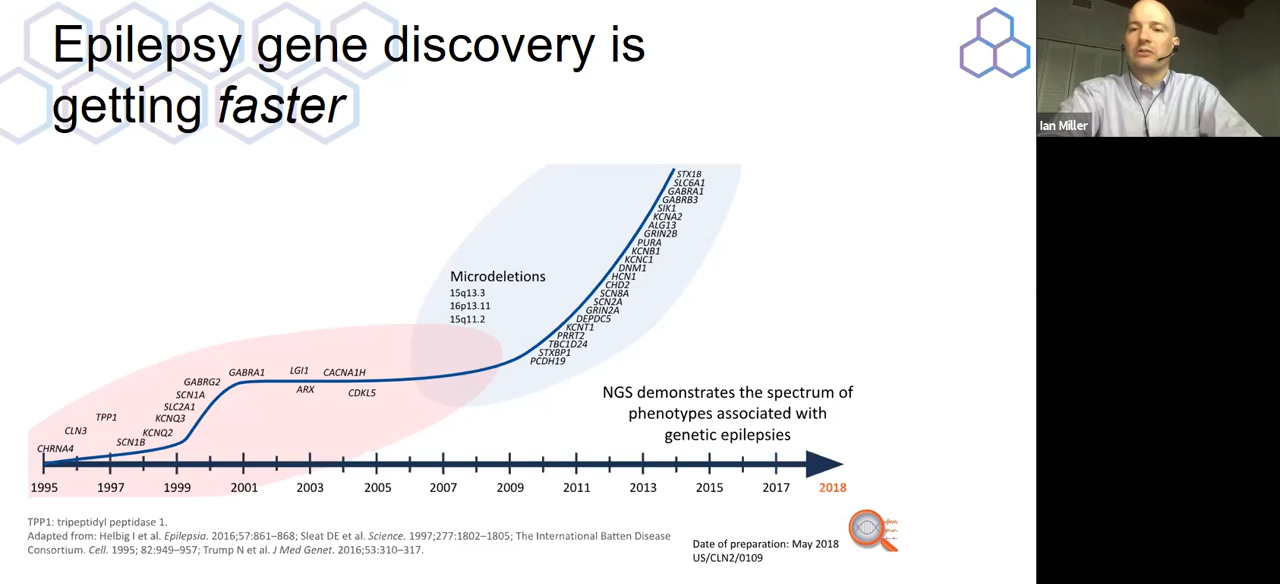 Epilepsy gene discovery is
getting faster
Ian Miller
STX1B
SLC6A1
GABRA1
GABRB3
SIK1
KCNA2
ALG13
GRIN2B
PURA
KCNB1
KCNC1
DNM1
HCN1
CHD2
SCN8A
SCN2A
GRIN2A
DEPDC5
KCNT1
PRRT2
TBC1D24
STXBP1
PCDH19
Microdeletions
15q13.3
16p13.11
15q11.2
GABRA1
LGI1
CACNA1H
GABRG2
ARX
CDKL5
SCN1A
SLC2A1
TPP1
KCNQ3
CLN3
KCNQ2
SCN1B
CHRNA4
NGS demonstrates the spectrum of
phenotypes associated with
genetic epilepsies
1995 1997 1999 2001 2003 2005 2007 2009 2011 2013 2015 2017 2018
TPP1: tripeptidyl peptidase 1.
Adapted from: Helbig I et al. Epilepsia. 2016;57:861–868; Sleat DE et al. Science. 1997;277:1802–1805; The International Batten Disease
Consortium. Cell. 1995; 82:949–957; Trump N et al. J Med Genet. 2016;53:310–317.
Date of preparation: May 2018
US/CLN2/0109